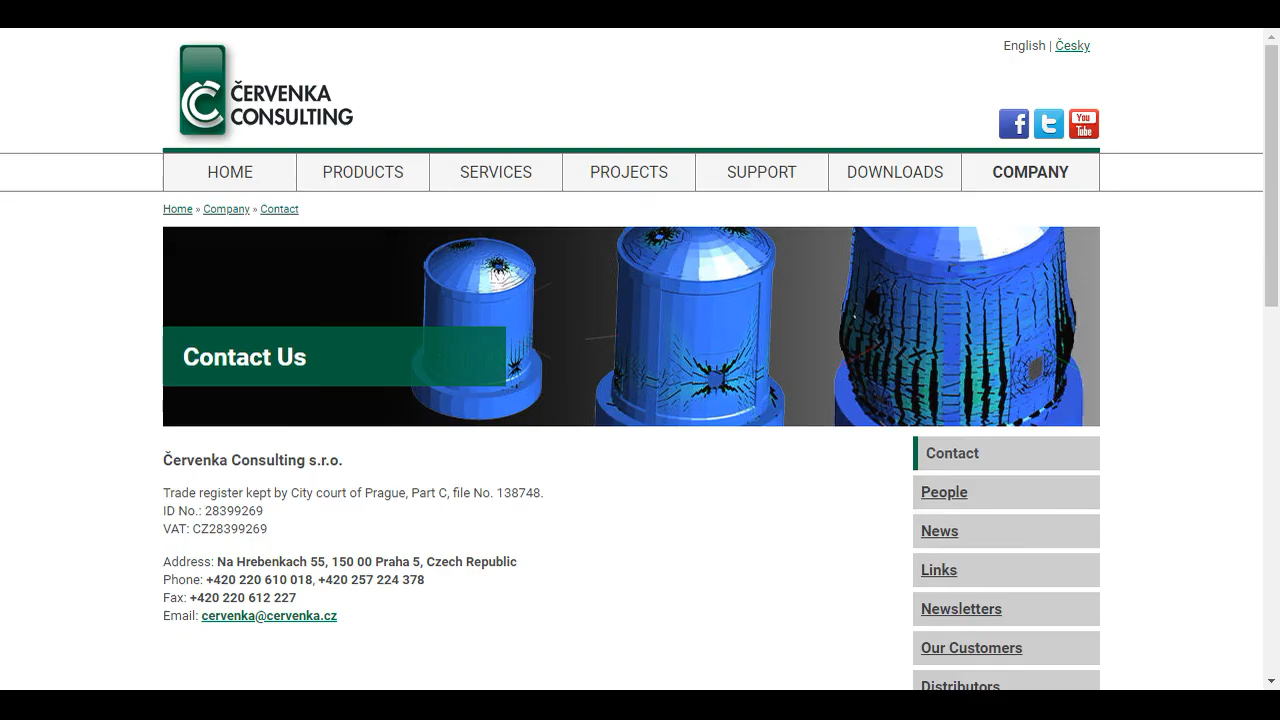 English | Česky
ČERVENKA
CONSULTING
You
Tube
HOME
PRODUCTS
SERVICES
PROJECTS
SUPPORT
DOWNLOADS
COMPANY
Home » Company » Contact
Contact Us
Červenka Consulting s.r.o.
Trade register kept by City court of Prague, Part C, file No. 138748.
ID No.: 28399269
VAT: CZ28399269
Address: Na Hrebenkach 55, 150 00 Praha 5, Czech Republic
Phone: +420 220 610 018, +420 257 224 378
Fax: +420 220 612 227
Email: cervenka@cervenka.cz
Contact
People
News
Links
Newsletters
Our Customers
Distributors